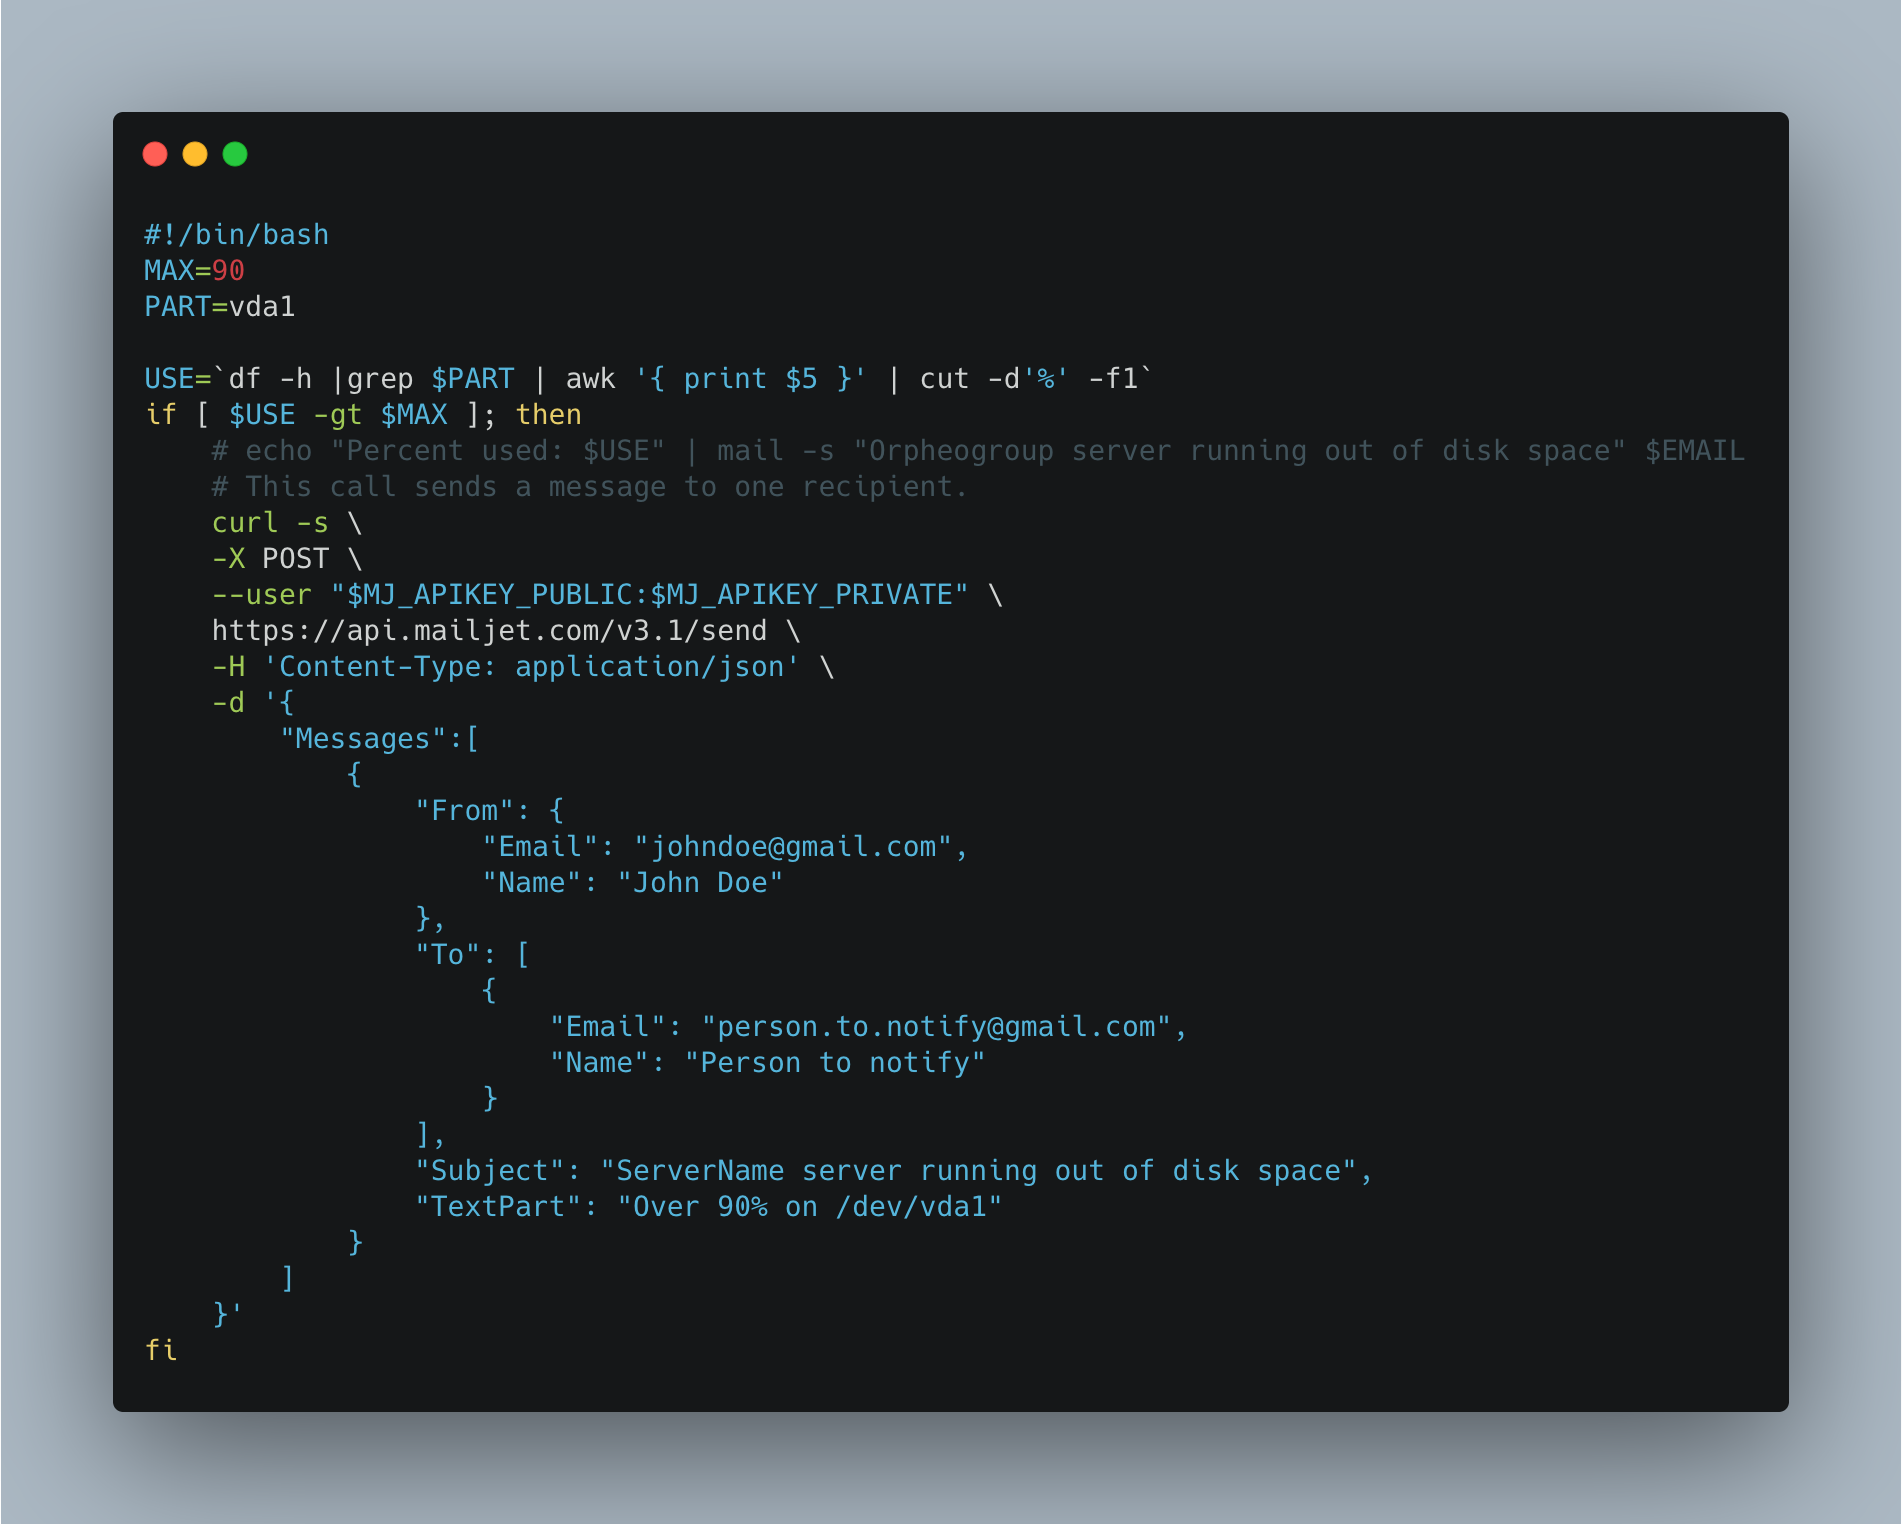 #!/bin/bash
MAX=90
PART=vda1

USE=`df -h |grep $PART | awk '{ print $5 }' | cut -d'%' -f1`
if [ $USE -gt $MAX ]; then
    # echo "Percent used: $USE" | mail -s "Orpheogroup server running out of disk space" $EMAIL
    # This call sends a message to one recipient.
    curl -s \
    -X POST \
    --user "$MJ_APIKEY_PUBLIC:$MJ_APIKEY_PRIVATE" \
    https://api.mailjet.com/v3.1/send \
    -H 'Content-Type: application/json' \
    -d '{
        "Messages":[
            {
                "From": {
                    "Email": "johndoe@gmail.com",
                    "Name": "John Doe"
                },
                "To": [
                    {
                        "Email": "person.to.notify@gmail.com",
                        "Name": "Person to notify"
                    }
                ],
                "Subject": "ServerName server running out of disk space",
                "TextPart": "Over 90% on /dev/vda1"
            }
        ]
    }'
fi